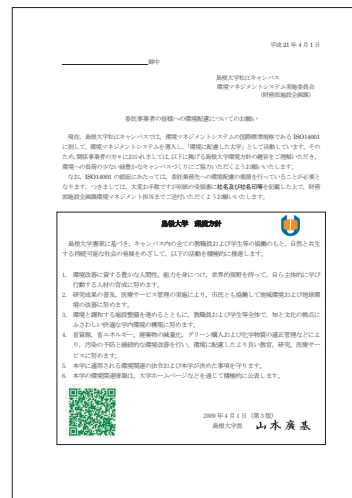 平成 21 年 4 月 1 日
御中
島根大学松江キャンパス
環境マネジメントシステム実施委員会
(財務部施設企画課)
委託事業者の皆様への環境配慮についてのお願い
現在、島根大学松江キャンパスでは、環境マネジメントシステムの国際標準規格である ISO14001
に則して、環境マネジメントシステムを導入し、「環境に配慮した大学」として活動しています。その
ため、関係事業者の方々におかれましては、以下に掲げる島根大学環境方針の趣旨をご理解いただき、
環境への負荷の少ない緑豊かなキャンパスづくりにご協力いただくようお願いいたします。
なお、ISO14001 の認証にあたっては、委託業務先への環境配慮の要請を行っていることが必要と
なります。つきましては、大変お手数ですが別紙の受領書に社名及び社名印等を記載した上で、財務
部施設企画課環境マネジメント担当までご送付いただくようお願いいたします。
島根大学 環境方針
島根大学憲章に基づき、キャンパス内の全ての教職員および学生等の協働のもと、自然と共生
する持続可能な社会の発展をめざして、以下の活動を積極的に推進します。
1. 環境改善に資する豊かな人間性、能力を身につけ、世界的視野を持って、自ら主体的に学び
行動する人材の育成に努めます。
2. 研究成果の普及、医療サービス管理の実施により、市民とも協働して地域環境および地球環
境の改善に努めます。
3. 環境と調和する施設整備を進めるとともに、教職員および学生等全体で、知と文化の拠点に
ふさわしい快適な学内環境の構築に努めます。
4. 省資源、省エネルギー、廃棄物の減量化、グリーン購入および化学物質の適正管理などによ
り、汚染の予防と継続的な環境改善を行い、環境に配慮したより良い教育、研究、医療サー
ビスに努めます。
5. 本学に適用される環境関連の法令および本学が決めた事項を守ります。
6. 本学の環境関連情報は、大学ホームページなどを通じて積極的に公表します。
2009 年 4 月 1 日 (第 3 版)
島根大学長 山本 廣基